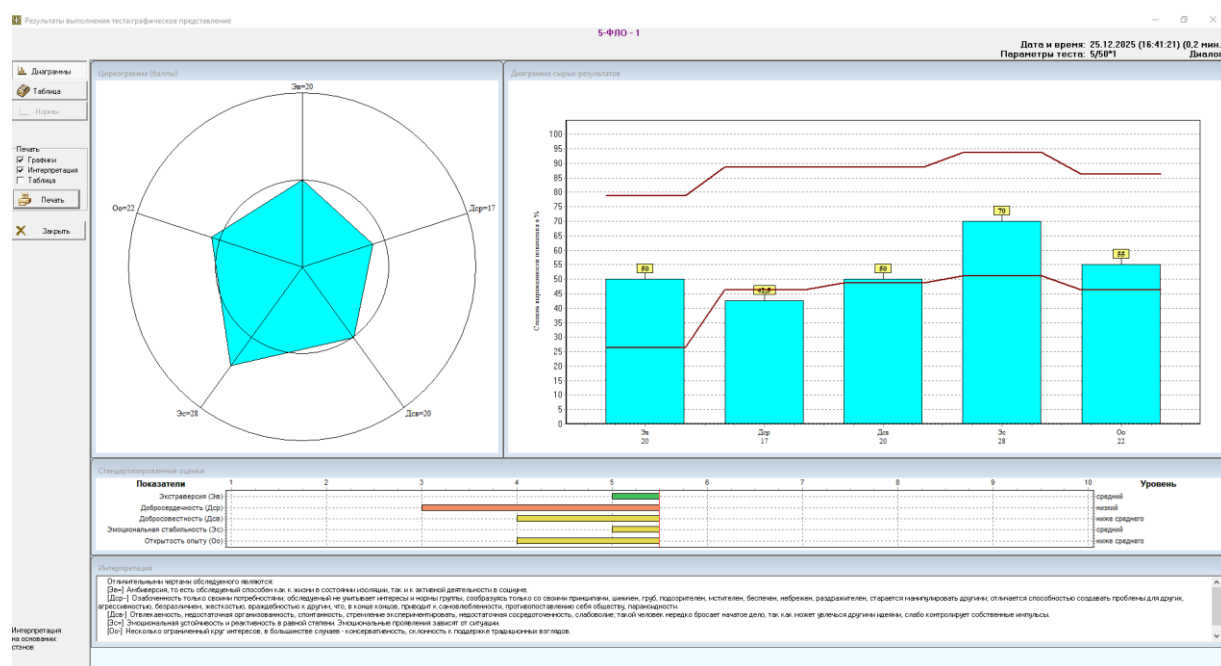 Результаты выполнения теста:графическое представление
5-ФЛО - 1
Дата и время: 25.12.2025 (16:41:21) (0,2 мин.
Параметры теста: 5/50*1 Диалог
Диаграммы
Таблица
Нормы
Печать
Графики
Интерпретация
Таблица
Печать
Закрыть
Циркограмма (баллы)
Эв=20
Дср=17
Дсв=20
Эс=28
Оо=22
Диаграмма сырых результатов
Степень выраженности показателя в %
100
95
90
85
80
75
70
65
60
55
50
45
40
35
30
25
20
15
10
5
0
50
42,5
50
70
55
Эв Дср Дсв Эс Оо
20 17 20 28 22
Стандартизированные оценки
Показатели 1 2 3 4 5 6 7 8 9 10 Уровень
Экстраверсия (Эв) средний
Добросердечность (Дср) низкий
Добросовестность (Дсв) ниже среднего
Эмоциональная стабильность (Эс) средний
Открытость опыту (Оо) ниже среднего
Интерпретация
Отличительными чертами обследуемого являются:
[Эв=] Амбиверсия, то есть обследуемый способен как к жизни в состоянии изоляции, так и к активной деятельности в социуме.
[Дср-] Озабоченность только своими потребностями; обследуемый не учитывает интересы и нормы группы, сообразуясь только со своими принципами, циничен, груб, подозрителен, мстителен, беспечен, небрежен, раздражителен, старается манипулировать другими; отличается способностью создавать проблемы для других,
агрессивностью, безразличием, жесткостью, враждебностью к другим, что, в конце концов, приводит к самовлюбленности, противопоставлению себя обществу, параноидности.
[Дсв-] Отвлекаемость, недостаточная организованность, спонтанность, стремление экспериментировать, недостаточная сосредоточенность, слабоволие; такой человек нередко бросает начатое дело, так как может увлечься другими идеями, слабо контролирует собственные импульсы.
[Эс=] Эмоциональная устойчивость и реактивность в равной степени. Эмоциональные проявления зависят от ситуации.
[Оо-] Несколько ограниченный круг интересов, в большинстве случаев - консервативность, склонность к поддержке традиционных взглядов.
Интерпретация
на основании:
стэнов